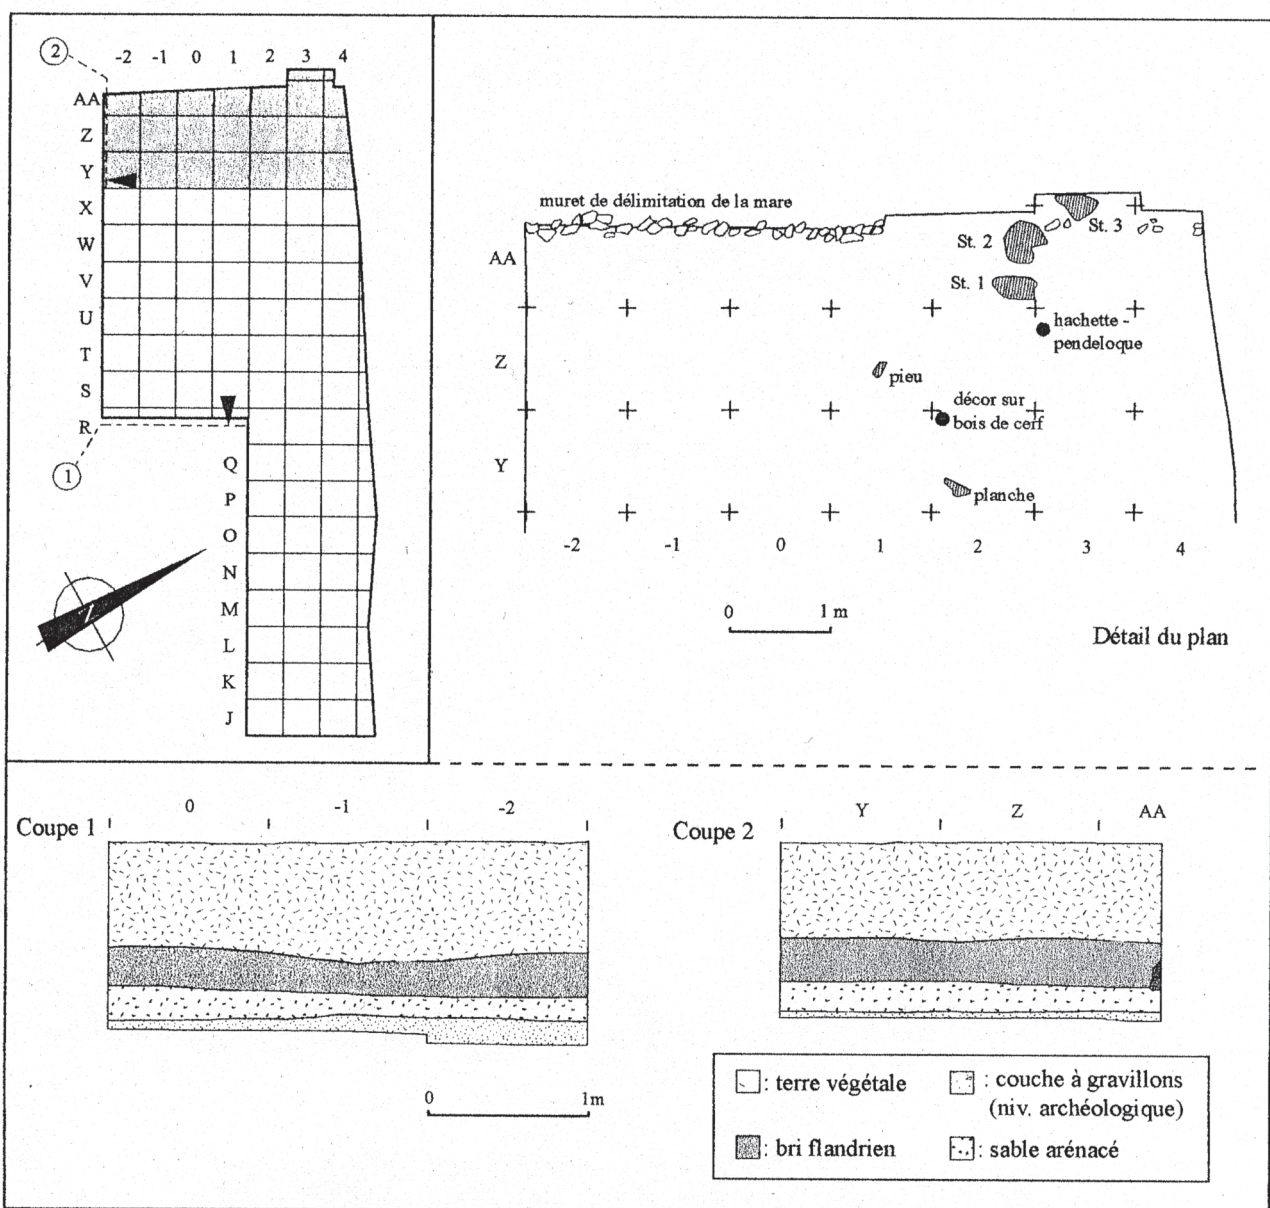 2
-2 -1 0 1 2 3 4
AA
Z
Y
X
W
V
U
T
S
R
1
Q
P
O
N
M
L
K
J
muret de délimitation de la mare
St. 3
St. 2
AA
St. 1
hachette -
pendeloque
Z
pieu
décor sur
bois de cerf
Y
planche
-2 -1 0 1 2 3 4
0 1 m
Détail du plan
0 -1 -2
Coupe 1
Y Z AA
Coupe 2
0 1m
: terre végétale
: couche à gravillons
(niv. archéologique)
: bri flandrien
: sable arénacé